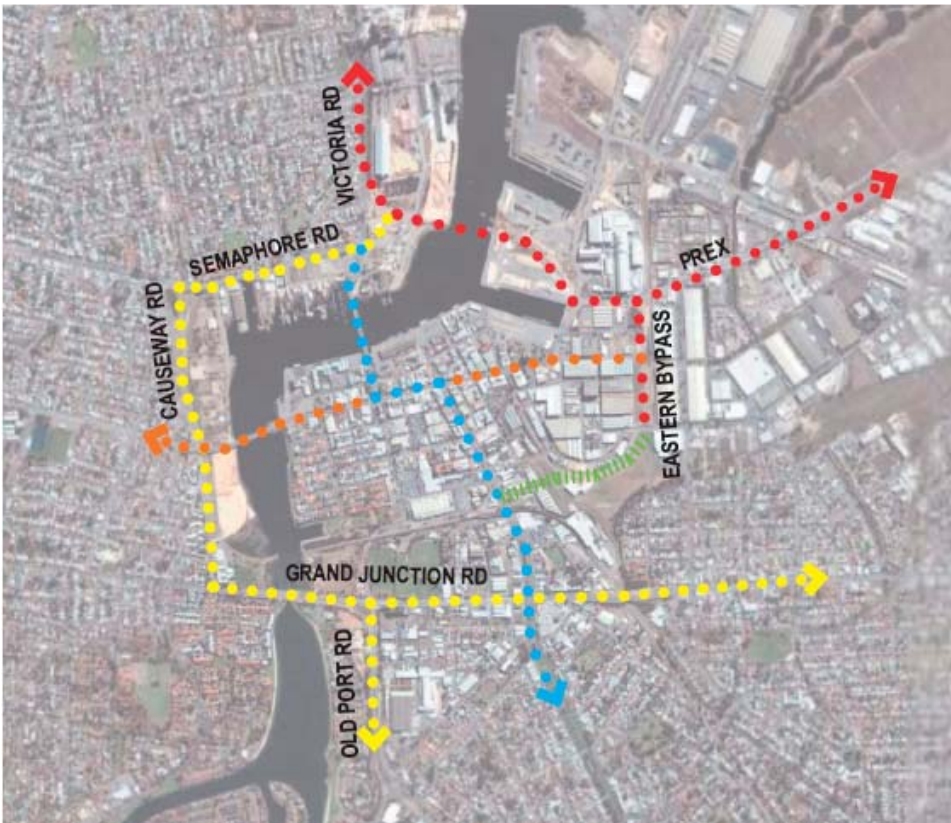 VICTORIA RD
SEMAPHORE RD
PREX
CAUSEWAY RD
EASTERN BYPASS
GRAND JUNCTION RD
OLD PORT RD